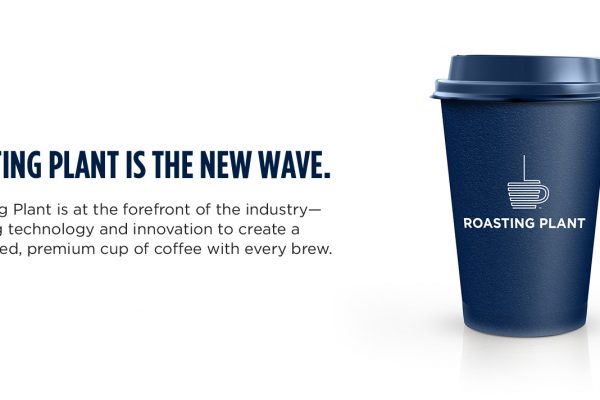 TING PLANT IS THE NEW WAVE.
g Plant is at the forefront of the industry—
g technology and innovation to create a
ed, premium cup of coffee with every brew.
ROASTING PLANT